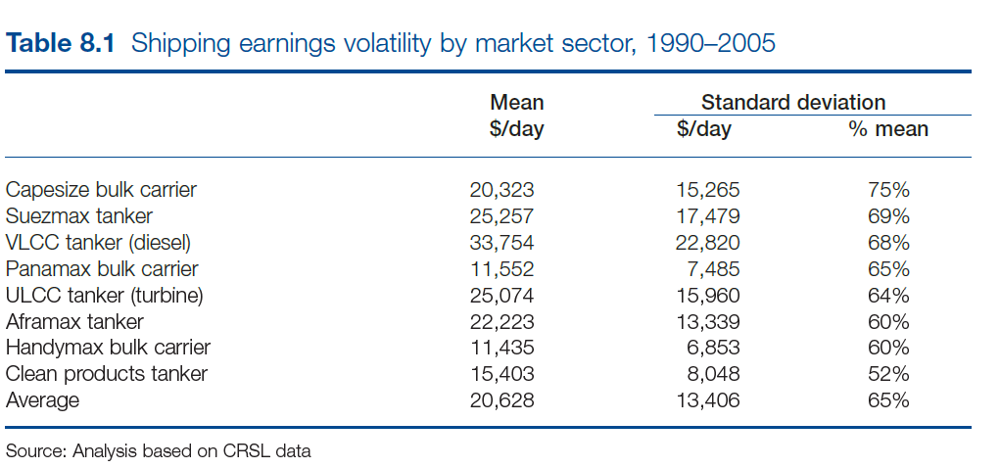 Table 8.1 Shipping earnings volatility by market sector, 1990–2005
Mean Standard deviation
$/day $/day % mean
Capesize bulk carrier 20,323 15,265 75%
Suezmax tanker 25,257 17,479 69%
VLCC tanker (diesel) 33,754 22,820 68%
Panamax bulk carrier 11,552 7,485 65%
ULCC tanker (turbine) 25,074 15,960 64%
Aframax tanker 22,223 13,339 60%
Handymax bulk carrier 11,435 6,853 60%
Clean products tanker 15,403 8,048 52%
Average 20,628 13,406 65%
Source: Analysis based on CRSL data